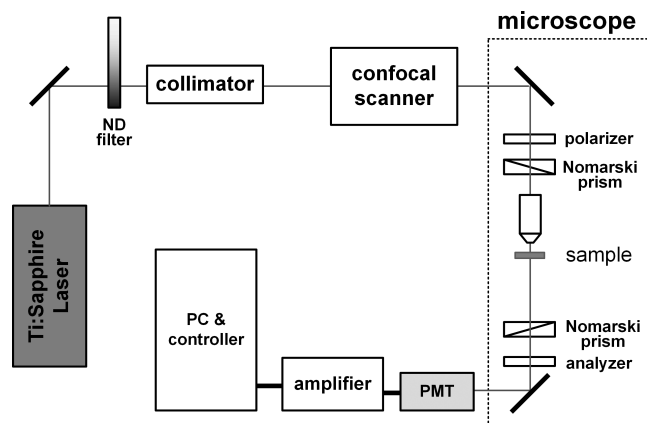 microscope
collimator
confocal
scanner
ND
filter
polarizer
Nomarski
prism
Ti:Sapphire
Laser
sample
PC &
controller
Nomarski
prism
analyzer
amplifier
PMT